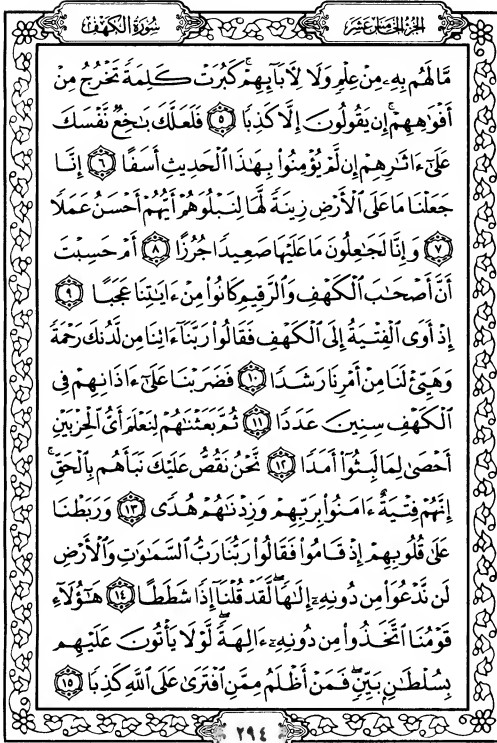 الجزء الخامس عشر سورة الكهف
مَّا لَهُم بِهِۦ مِنْ عِلْمٍ وَلَا لِأٓبَآئِهِمْ ۚ كَبُرَتْ كَلِمَةً تَخْرُجُ مِنْ
أَفْوَٰهِهِمْ ۚ إِن يَقُولُونَ إِلَّا كَذِبًا ٥ فَلَعَلَّكَ بَٰخِعٌ نَّفْسَكَ
عَلَىٰٓ ءَاثَٰرِهِمْ إِن لَّمْ يُؤْمِنُوا۟ بِهَٰذَا ٱلْحَدِيثِ أَسَفًا ٦ إِنَّا
جَعَلْنَا مَا عَلَى ٱلْأَرْضِ زِينَةً لَّهَا لِنَبْلُوَهُمْ أَيُّهُمْ أَحْسَنُ عَمَلًا
٧ وَإِنَّا لَجَٰعِلُونَ مَا عَلَيْهَا صَعِيدًا جُرُزًا ٨ أَمْ حَسِبْتَ
أَنَّ أَصْحَٰبَ ٱلْكَهْفِ وَٱلرَّقِيمِ كَانُوا۟ مِنْ ءَايَٰتِنَا عَجَبًا ٩
إِذْ أَوَى ٱلْفِتْيَةُ إِلَى ٱلْكَهْفِ فَقَالُوا۟ رَبَّنَآ ءَاتِنَا مِن لَّدُنكَ رَحْمَةً
وَهَيِّئْ لَنَا مِنْ أَمْرِنَا رَشَدًا ١٠ فَضَرَبْنَا عَلَىٰٓ ءَاذَانِهِمْ فِى
ٱلْكَهْفِ سِنِينَ عَدَدًا ١١ ثُمَّ بَعَثْنَٰهُمْ لِنَعْلَمَ أَىُّ ٱلْحِزْبَيْنِ
أَحْصَىٰ لِمَا لَبِثُوٓا۟ أَمَدًا ١٢ نَّحْنُ نَقُصُّ عَلَيْكَ نَبَأَهُم بِٱلْحَقِّ ۚ
إِنَّهُمْ فِتْيَةٌ ءَامَنُوا۟ بِرَبِّهِمْ وَزِدْنَٰهُمْ هُدًى ١٣ وَرَبَطْنَا
عَلَىٰ قُلُوبِهِمْ إِذْ قَامُوا۟ فَقَالُوا۟ رَبُّنَا رَبُّ ٱلسَّمَٰوَٰتِ وَٱلْأَرْضِ
لَن نَّدْعُوَا۟ مِن دُونِهِۦٓ إِلَٰهًا ۖ لَّقَدْ قُلْنَآ إِذًا شَطَطًا ١٤ هَٰٓؤُلَآءِ
قَوْمُنَا ٱتَّخَذُوا۟ مِن دُونِهِۦٓ ءَالِهَةً ۖ لَّوْلَا يَأْتُونَ عَلَيْهِم
بِسُلْطَٰنٍۭ بَيِّنٍ ۖ فَمَنْ أَظْلَمُ مِمَّنِ ٱفْتَرَىٰ عَلَى ٱللَّهِ كَذِبًا ١٥
٢٩٤